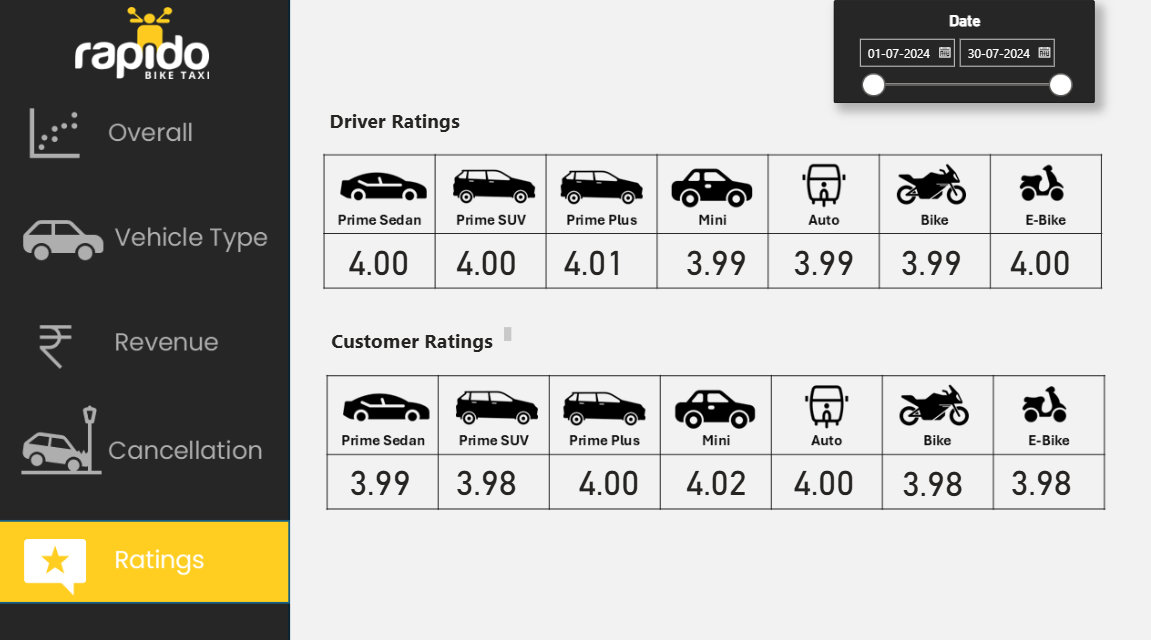 rapido
BIKE TAXI
Overall
Vehicle Type
₹
Revenue
Cancellation
Ratings
Date
01-07-2024 30-07-2024
Driver Ratings
Prime Sedan Prime SUV Prime Plus Mini Auto Bike E-Bike
4.00 4.00 4.01 3.99 3.99 3.99 4.00
Customer Ratings
Prime Sedan Prime SUV Prime Plus Mini Auto Bike E-Bike
3.99 3.98 4.00 4.02 4.00 3.98 3.98